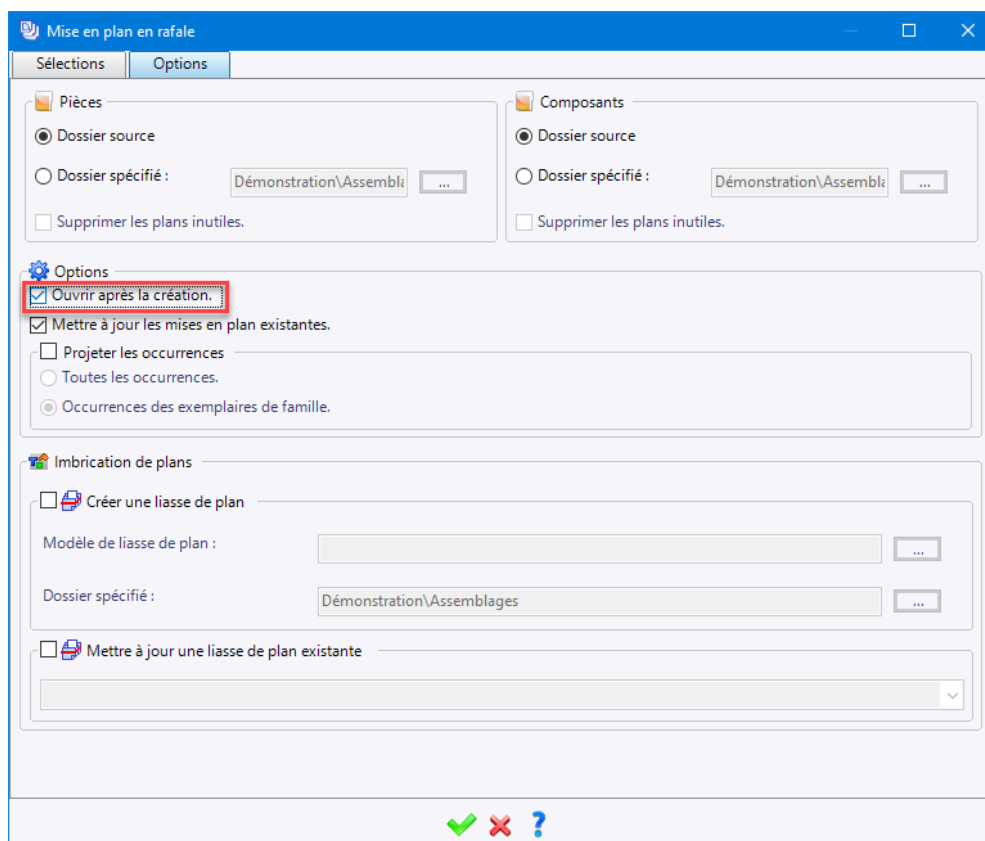 Mise en plan en rafale
Sélections Options
Pièces
Dossier source
Dossier spécifié : Démonstration\Assembla ...
Supprimer les plans inutiles.
Composants
Dossier source
Dossier spécifié : Démonstration\Assembla ...
Supprimer les plans inutiles.
Options
Ouvrir après la création.
Mettre à jour les mises en plan existantes.
Projeter les occurrences
Toutes les occurrences.
Occurrences des exemplaires de famille.
Imbrication de plans
Créer une liasse de plan
Modèle de liasse de plan : ...
Dossier spécifié : Démonstration\Assemblages ...
Mettre à jour une liasse de plan existante